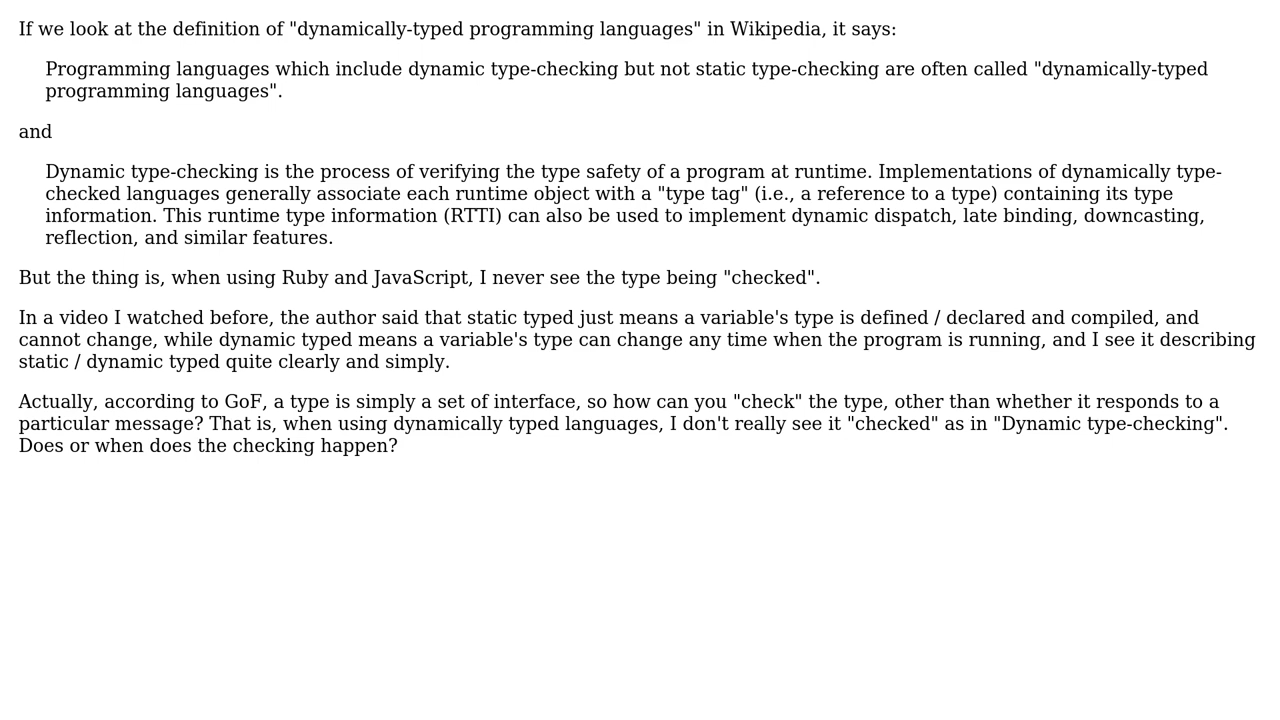 If we look at the definition of "dynamically-typed programming languages" in Wikipedia, it says:
Programming languages which include dynamic type-checking but not static type-checking are often called "dynamically-typed
programming languages".
and
Dynamic type-checking is the process of verifying the type safety of a program at runtime. Implementations of dynamically type-
checked languages generally associate each runtime object with a "type tag" (i.e., a reference to a type) containing its type
information. This runtime type information (RTTI) can also be used to implement dynamic dispatch, late binding, downcasting,
reflection, and similar features.
But the thing is, when using Ruby and JavaScript, I never see the type being "checked".
In a video I watched before, the author said that static typed just means a variable's type is defined / declared and compiled, and
cannot change, while dynamic typed means a variable's type can change any time when the program is running, and I see it describing
static / dynamic typed quite clearly and simply.
Actually, according to GoF, a type is simply a set of interface, so how can you "check" the type, other than whether it responds to a
particular message? That is, when using dynamically typed languages, I don't really see it "checked" as in "Dynamic type-checking".
Does or when does the checking happen?